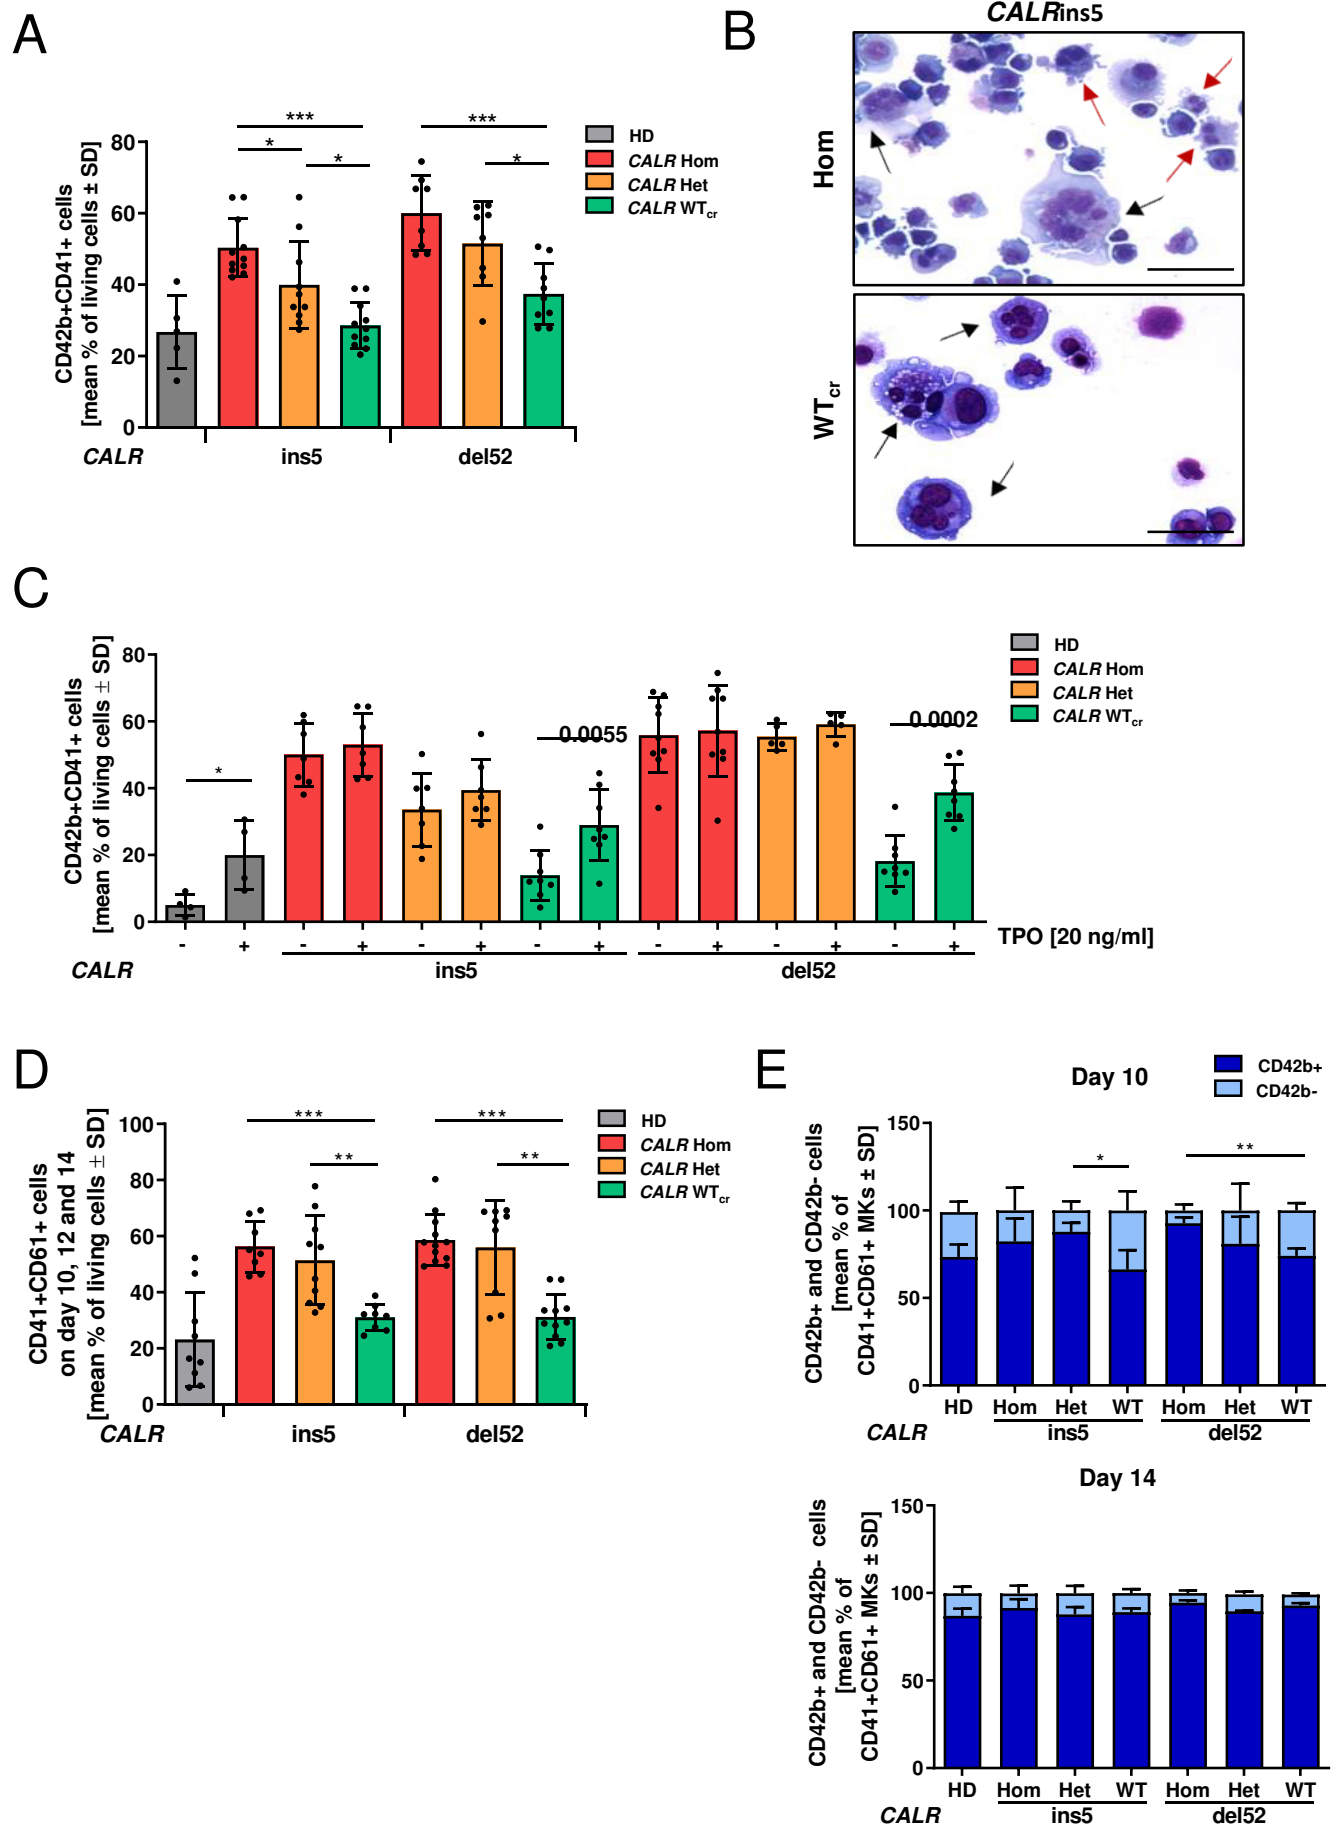 A
CD42b+CD41+ cells
[mean % of living cells ± SD]
80
60
40
20
0
***
*
*
***
*
HD
CALR Hom
CALR Het
CALR WTcr
CALR
ins5
del52
B
CALRins5
Hom
WTcr
C
CD42b+CD41+ cells
[mean % of living cells ± SD]
80
60
40
20
0
*
0.0055
0.0002
HD
CALR Hom
CALR Het
CALR WTcr
- + - + - + - + - + - + - +
TPO [20 ng/ml]
CALR
ins5
del52
D
CD41+CD61+ cells
on day 10, 12 and 14
[mean % of living cells ± SD]
100
80
60
40
20
0
***
**
***
**
HD
CALR Hom
CALR Het
CALR WTcr
CALR
ins5
del52
E
Day 10
CD42b+
CD42b-
CD42b+ and CD42b- cells
[mean % of
CD41+CD61+ MKs ± SD]
150
100
50
0
*
**
HD Hom Het WT Hom Het WT
CALR
ins5
del52
Day 14
CD42b+ and CD42b- cells
[mean % of
CD41+CD61+ MKs ± SD]
150
100
50
0
HD Hom Het WT Hom Het WT
CALR
ins5
del52